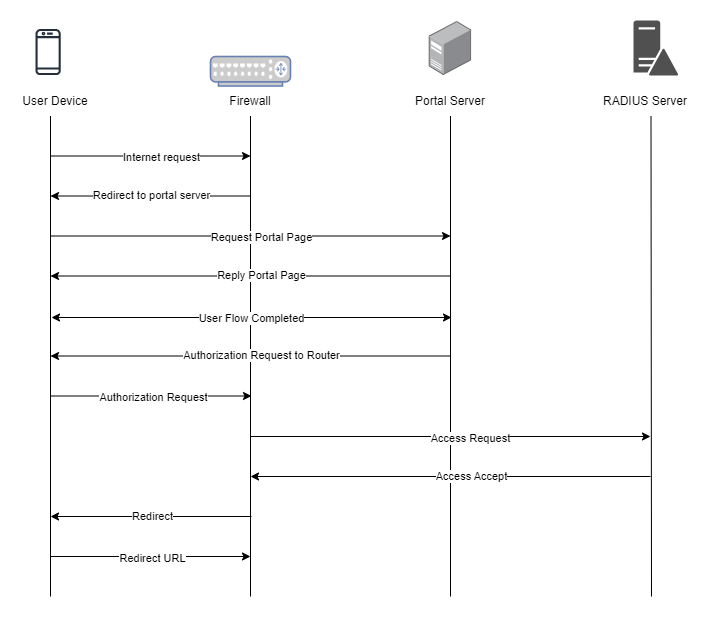 User Device
Firewall
Portal Server
RADIUS Server
Internet request
Redirect to portal server
Request Portal Page
Reply Portal Page
User Flow Completed
Authorization Request to Router
Authorization Request
Access Request
Access Accept
Redirect
Redirect URL